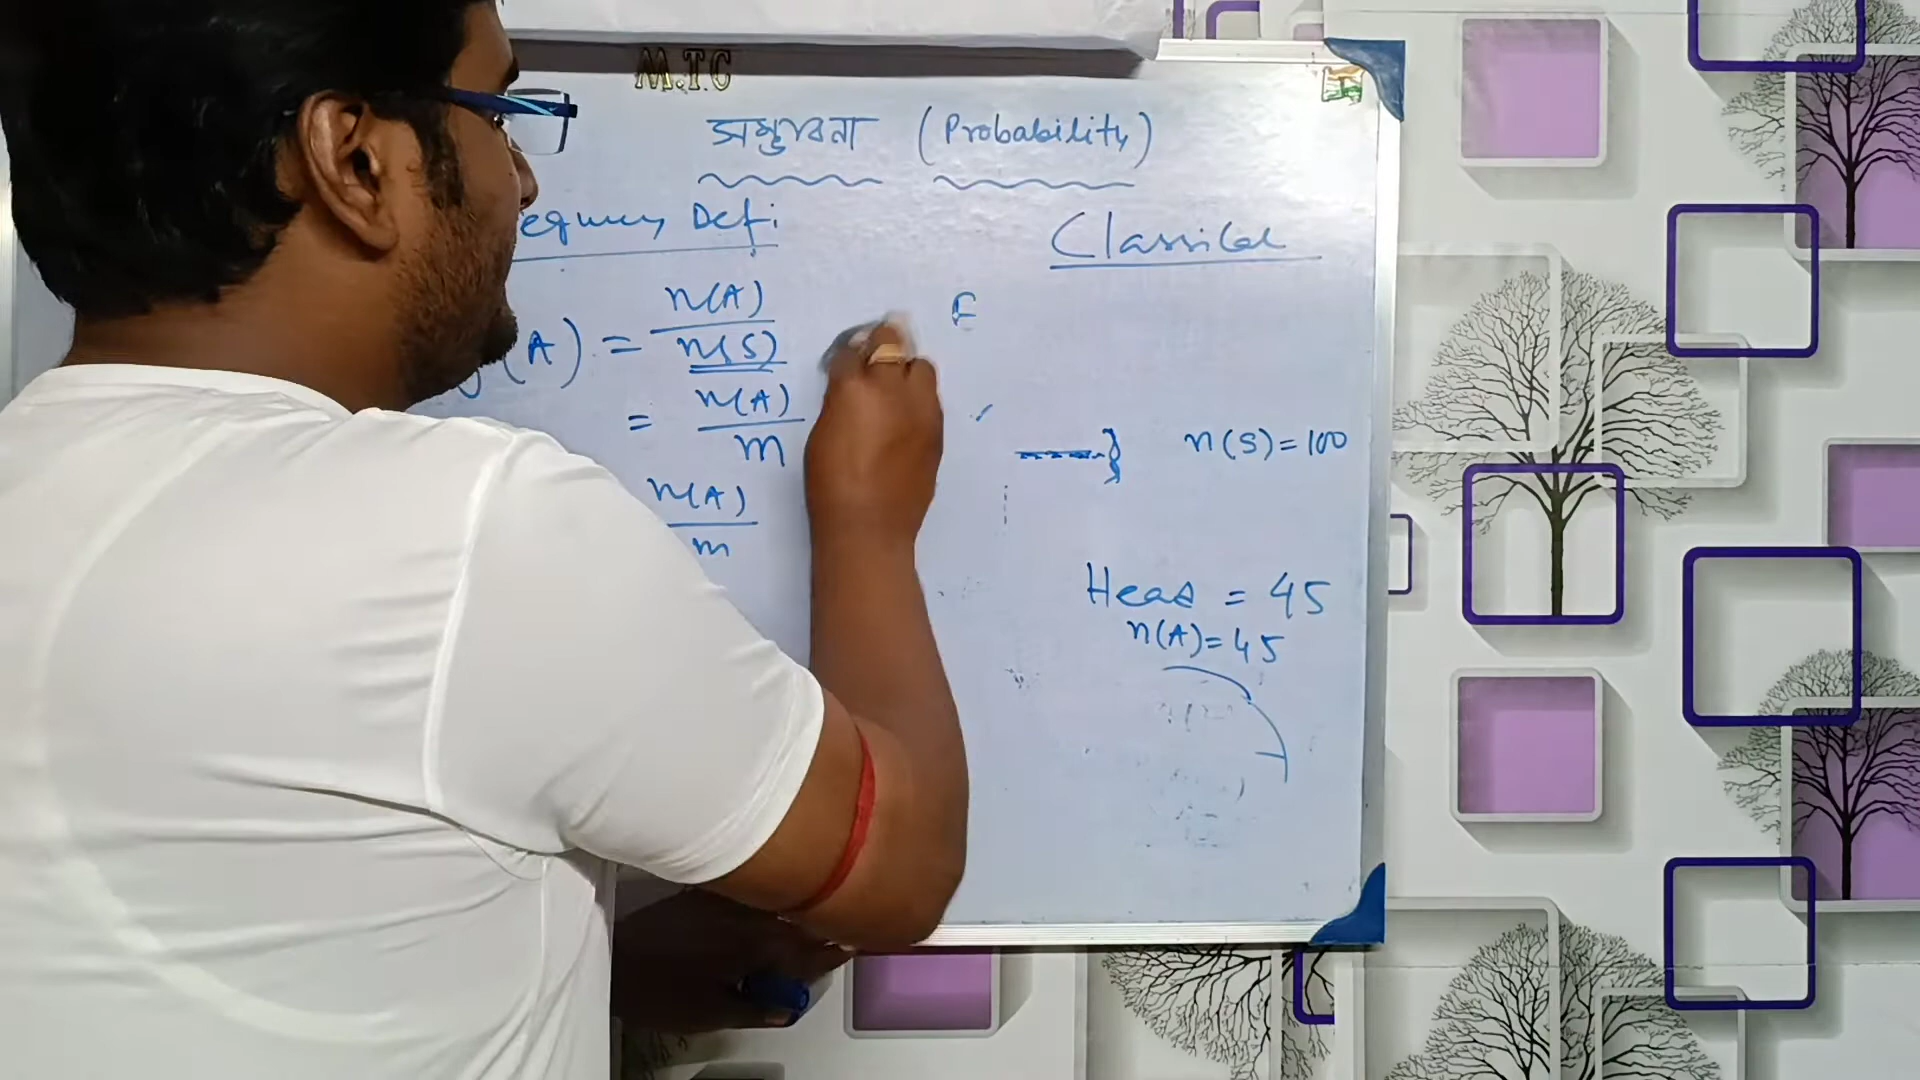 M.T.C
সম্ভাবনা (Probability)
equency Defi:
Classical
(A) = n(A)
n(S)
E
= n(A)
m
n(S)=100
n(A)
m
Head = 45
n(A)=45